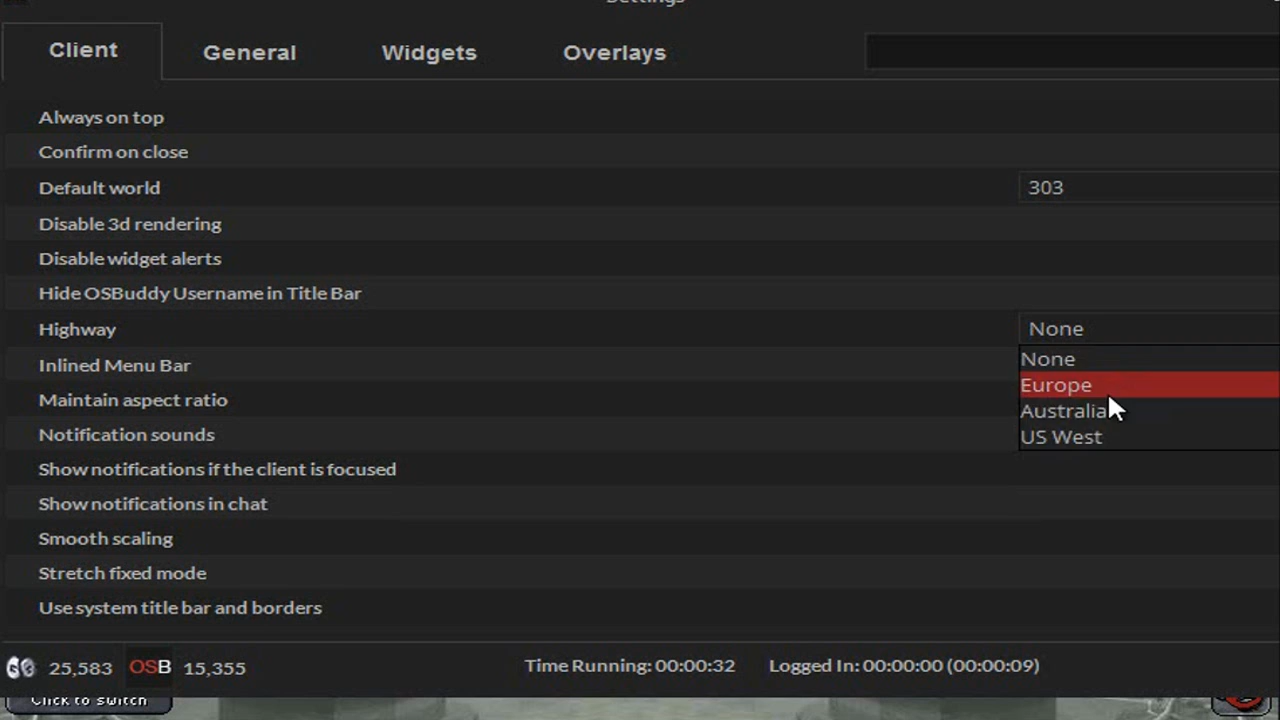 Settings
Client General Widgets Overlays
Always on top
Confirm on close
Default world 303
Disable 3d rendering
Disable widget alerts
Hide OSBuddy Username in Title Bar
Highway None
None
Inlined Menu Bar
Europe
Maintain aspect ratio
Australia
Notification sounds
US West
Show notifications if the client is focused
Show notifications in chat
Smooth scaling
Stretch fixed mode
Use system title bar and borders
25,583 OSB 15,355 Time Running: 00:00:32 Logged In: 00:00:00 (00:00:09)
Click to switch